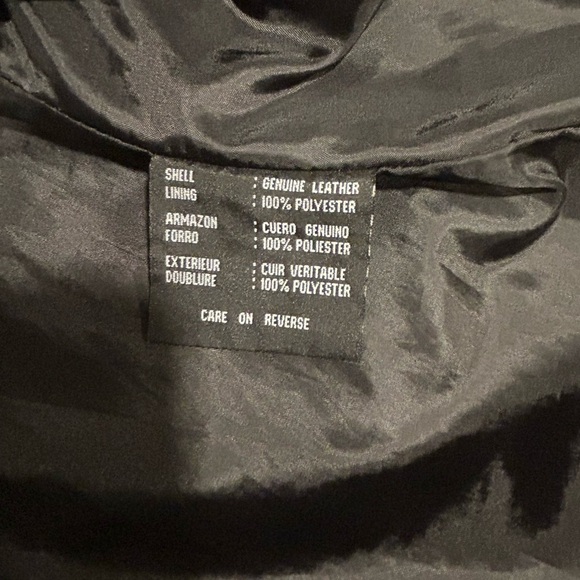 SHELL : GENUINE LEATHER
LINING : 100% POLYESTER
ARMAZON : CUERO GENUINO
FORRO : 100% POLIESTER
EXTERIEUR : CUIR VERITABLE
DOUBLURE : 100% POLYESTER
CARE ON REVERSE